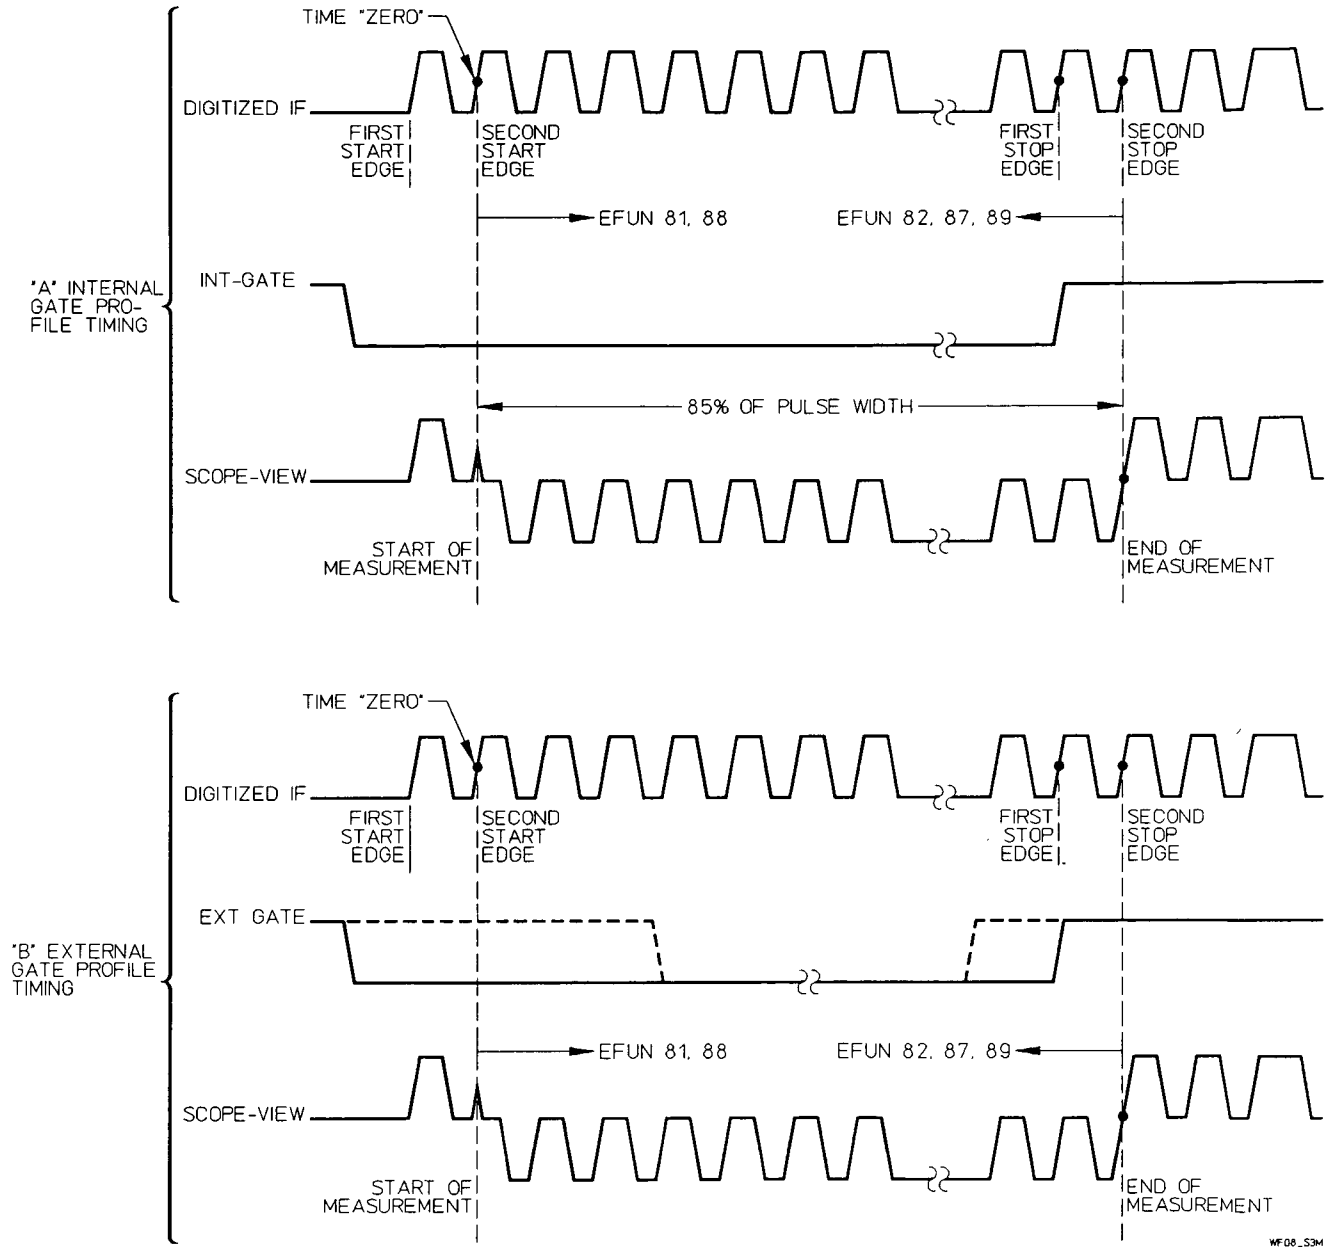 TIME "ZERO"
DIGITIZED IF
FIRST
START
EDGE
SECOND
START
EDGE
FIRST
STOP
EDGE
SECOND
STOP
EDGE
EFUN 81, 88
EFUN 82, 87, 89
INT-GATE
"A" INTERNAL
GATE PRO-
FILE TIMING
85% OF PULSE WIDTH
SCOPE-VIEW
START OF
MEASUREMENT
END OF
MEASUREMENT
TIME "ZERO"
DIGITIZED IF
FIRST
START
EDGE
SECOND
START
EDGE
FIRST
STOP
EDGE
SECOND
STOP
EDGE
EXT GATE
"B" EXTERNAL
GATE PROFILE
TIMING
EFUN 81, 88
EFUN 82, 87, 89
SCOPE-VIEW
START OF
MEASUREMENT
END OF
MEASUREMENT
WF08_S3M